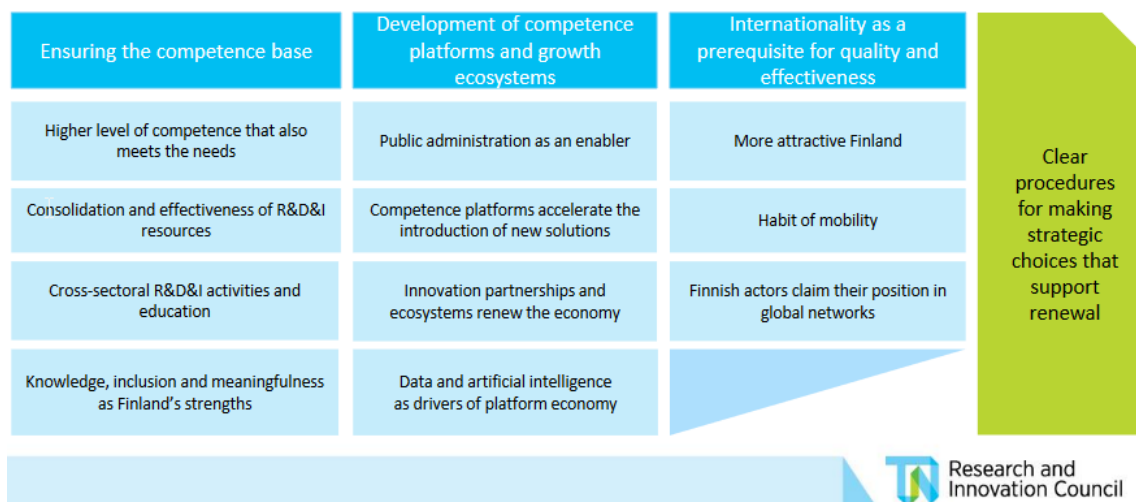 Ensuring the competence base
Development of competence
platforms and growth
ecosystems
Internationality as a
prerequisite for quality and
effectiveness
Higher level of competence that also
meets the needs
Public administration as an enabler
More attractive Finland
Consolidation and effectiveness of R&D&I
resources
Competence platforms accelerate the
introduction of new solutions
Habit of mobility
Cross-sectoral R&D&I activities and
education
Innovation partnerships and
ecosystems renew the economy
Finnish actors claim their position in
global networks
Knowledge, inclusion and meaningfulness
as Finland's strengths
Data and artificial intelligence
as drivers of platform economy
Clear
procedures
for making
strategic
choices that
support
renewal
Research and
Innovation Council